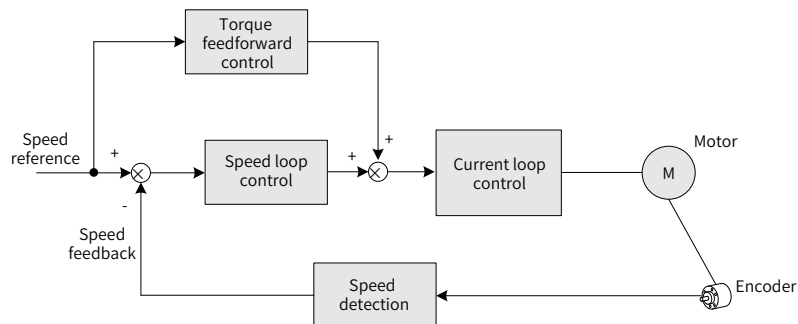 Torque
feedforward
control
Speed
reference
+
Speed loop
control
+
+
Current loop
control
Motor
M
-
Speed
feedback
Speed
detection
Encoder